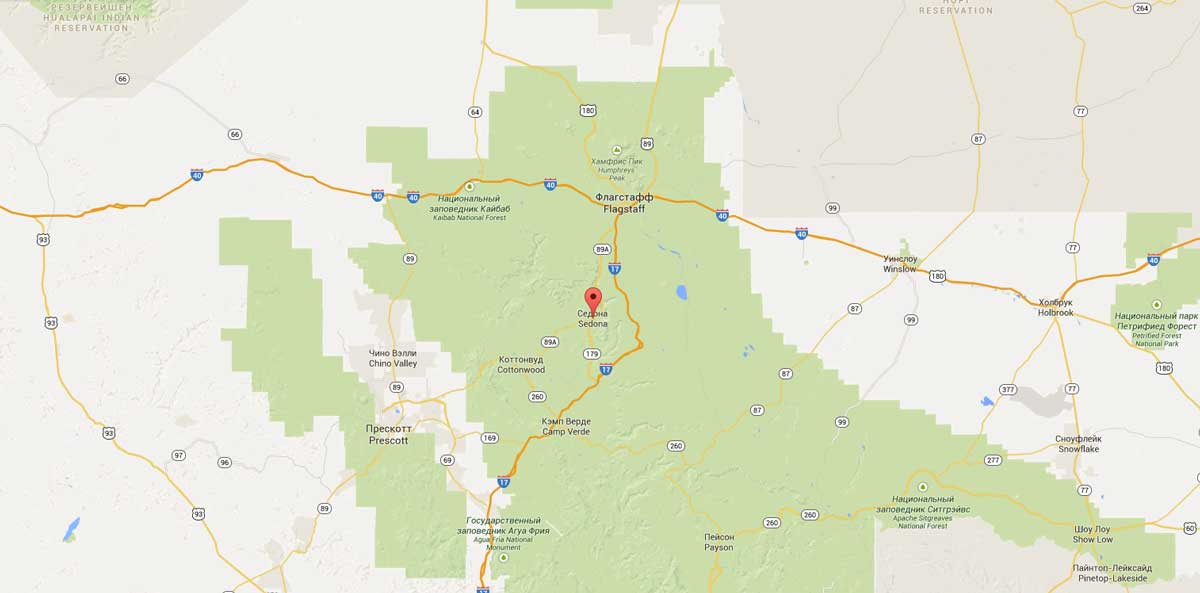 РЕЗЕРВЕЙШЕН
HUALAPAI INDIAN
RESERVATION
RESERVATION
264
66
64
180
77
66
89
87
Хамфрис Пик
Humphreys
Peak
40
40
40
40
Национальный
заповедник Кайбаб
Kaibab National Forest
Флагстафф
Flagstaff
99
40
93
40
89A
77
89
17
40
Уинслоу
Winslow
180
Седона
Sedona
87
99
Холбрук
Holbrook
Национальный парк
Петрифиед Форест
Petrified Forest
National Park
93
89A
179
Чино Вэлли
Chino Valley
Коттонвуд
Cottonwood
17
87
180
89
260
377
77
87
99
Прескотт
Prescott
Кэмп Верде
Camp Verde
93
169
260
Сноуфлейк
Snowflake
97
96
69
277
17
77
89
93
Национальный
заповедник Ситгрэйвс
Apache Sitgreaves
National Forest
Государственный
заповедник Агуа Фрия
Agua Fria National
Monument
260
260
Шоу Лоу
Show Low
60
Пейсон
Payson
Пайнтоп-Лейксайд
Pinetop-Lakeside
17